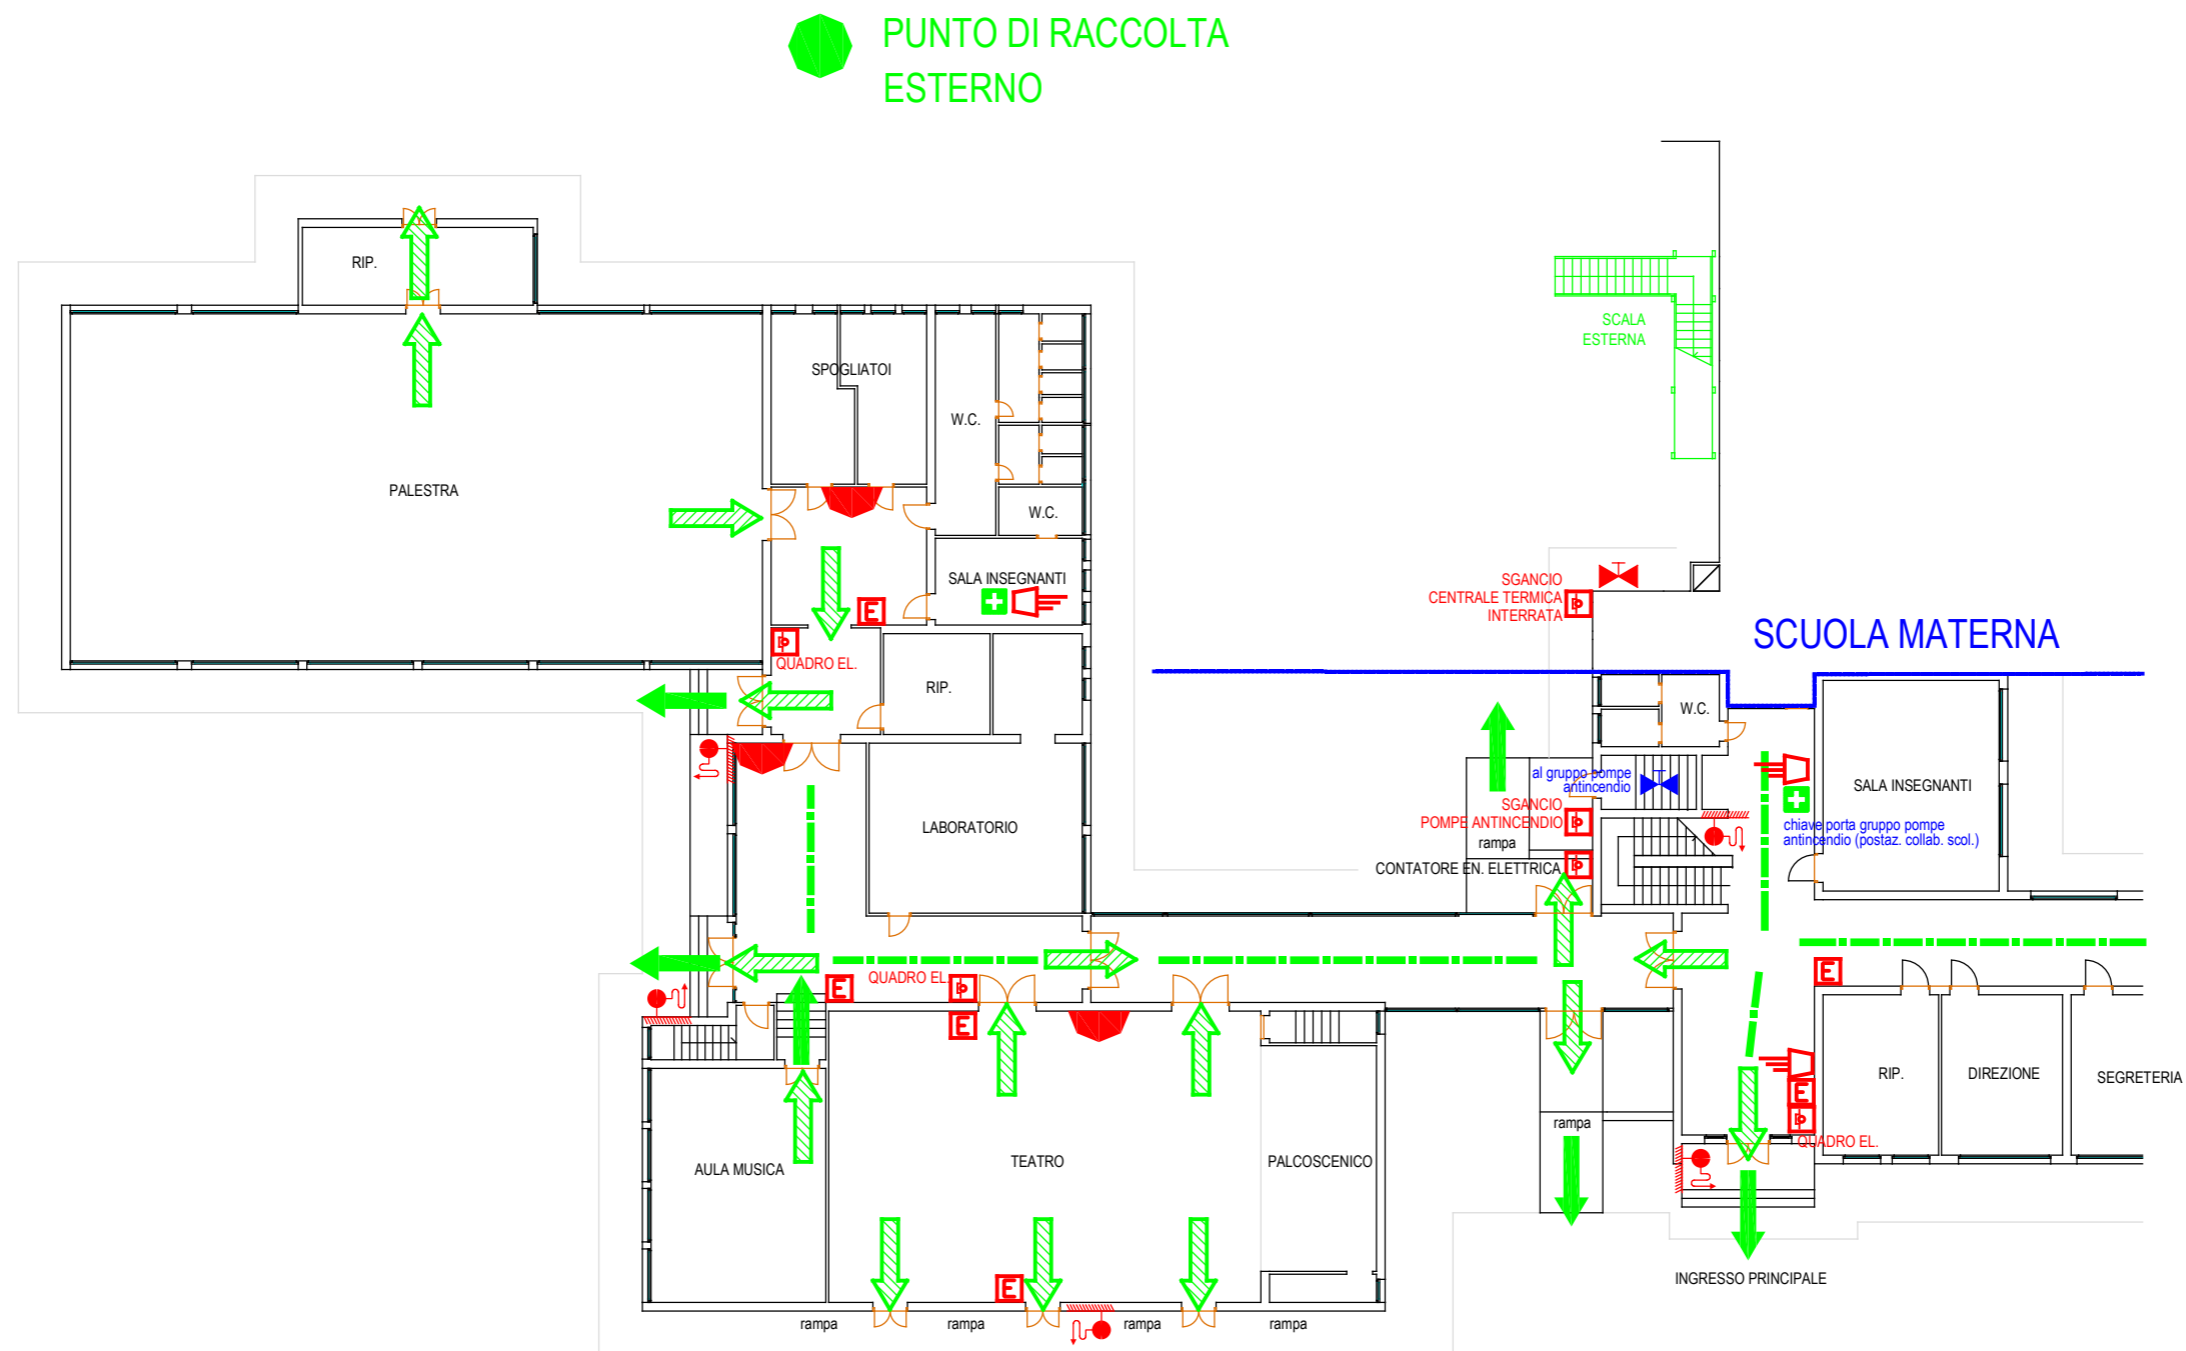 PUNTO DI RACCOLTA
ESTERNO
RIP.
SPOGLIATOI
W.C.
PALESTRA
W.C.
SALA INSEGNANTI
E
QUADRO EL.
RIP.
LABORATORIO
SCALA
ESTERNA
SGANCIO
CENTRALE TERMICA
INTERRATA
SCUOLA MATERNA
W.C.
al gruppo pompe
antincendio
SGANCIO
POMPE ANTINCENDIO
rampa
CONTATORE EN. ELETTRICA
SALA INSEGNANTI
chiave porta gruppo pompe
antincendio (postaz. collab. scol.)
QUADRO EL.
E
E
E
AULA MUSICA
TEATRO
PALCOSCENICO
E
rampa
rampa
rampa
rampa
rampa
RIP.
DIREZIONE
SEGRETERIA
E
QUADRO EL.
INGRESSO PRINCIPALE